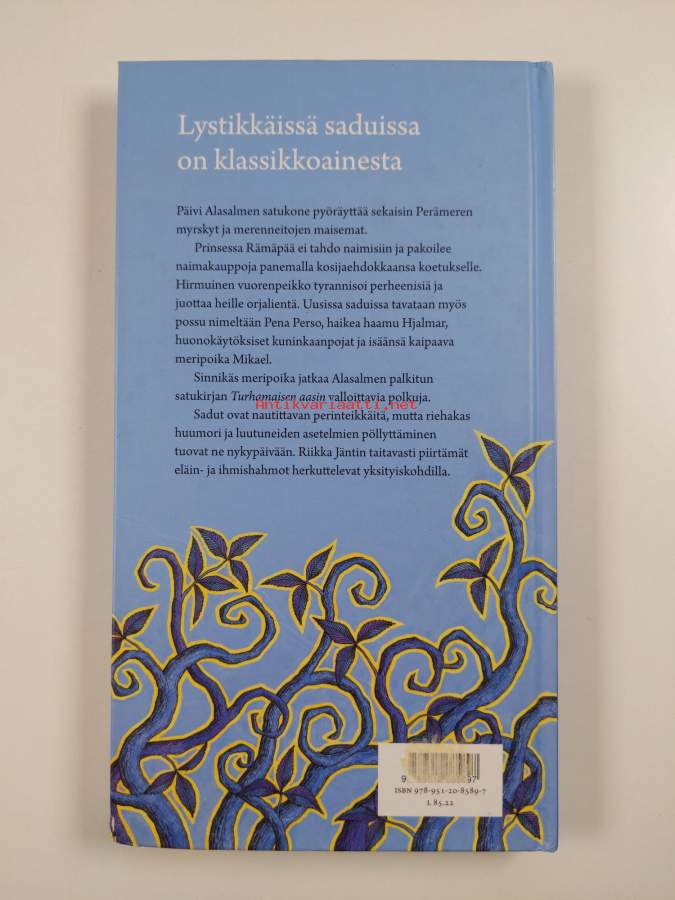 Lystikkäissä saduissa
on klassikkoainesta
Päivi Alasalmen satukone pyöräyttää sekaisin Perämeren
myrskyt ja merenneitojen maisemat.
Prinsessa Rämäpää ei tahdo naimisiin ja pakoilee
naimakauppoja panemalla kosijaehdokkaansa koetukselle.
Hirmuinen vuorenpeikko tyrannisoi perheenisiä ja
juottaa heille orjalientä. Uusissa saduissa tavataan myös
possu nimeltään Pena Perso, haikea haamu Hjalmar,
huonokäytöksiset kuninkaanpojat ja isäänsä kaipaava
meripoika Mikael.
Sinnikäs meripoika jatkaa Alasalmen palkitun
satukirjan Turhamaisen aasin valloittavia polkuja.
Antikvariaatti.net
Sadut ovat nautittavan perinteikkäitä, mutta riehakas
huumori ja luutuneiden asetelmien pöllyttäminen
tuovat ne nykypäivään. Riikka Jäntin taitavasti piirtämät
eläin- ja ihmishahmot herkuttelevat yksityiskohdilla.
9 97
ISBN 978-951-20-8589-7
L 85.22